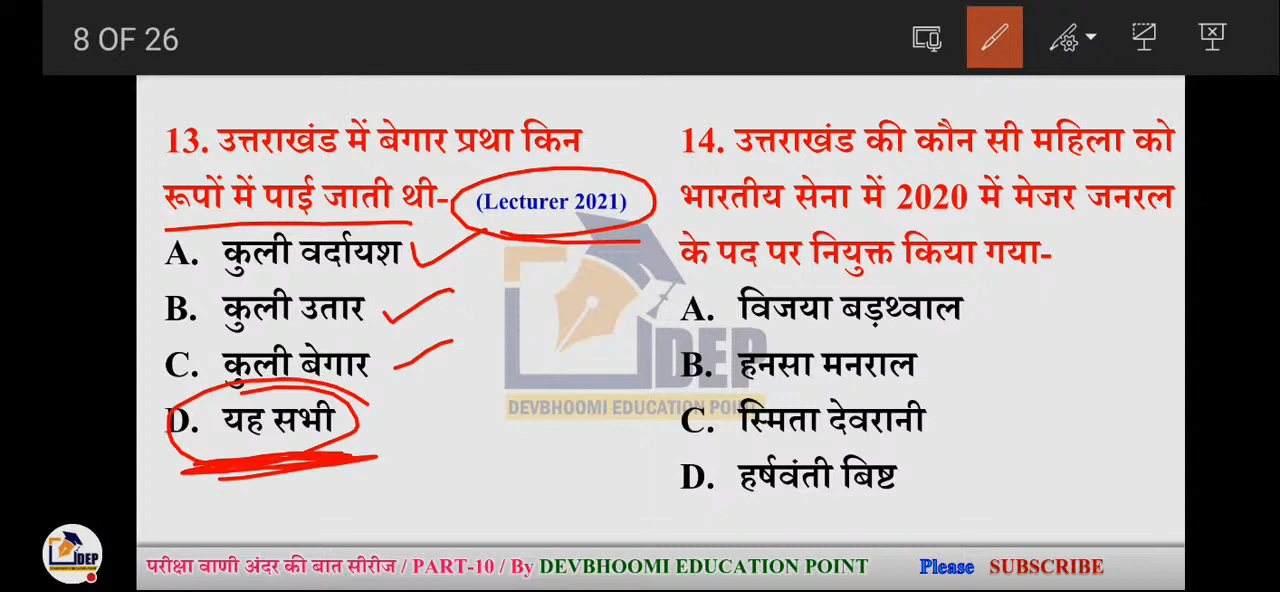 8 OF 26
13. उत्तराखंड में बेगार प्रथा किन
रूपों में पाई जाती थी- (Lecturer 2021)
A. कुली वर्दायश
B. कुली उतार
C. कुली बेगार
D. यह सभी
14. उत्तराखंड की कौन सी महिला को
भारतीय सेना में 2020 में मेजर जनरल
के पद पर नियुक्त किया गया-
A. विजया बड़थ्वाल
B. हनसा मनराल
C. स्मिता देवरानी
D. हर्षवंती बिष्ट
DEP
DEVBHOOMI EDUCATION POINT
DEP
परीक्षा वाणी अंदर की बात सीरीज / PART-10 / By DEVBHOOMI EDUCATION POINT Please SUBSCRIBE